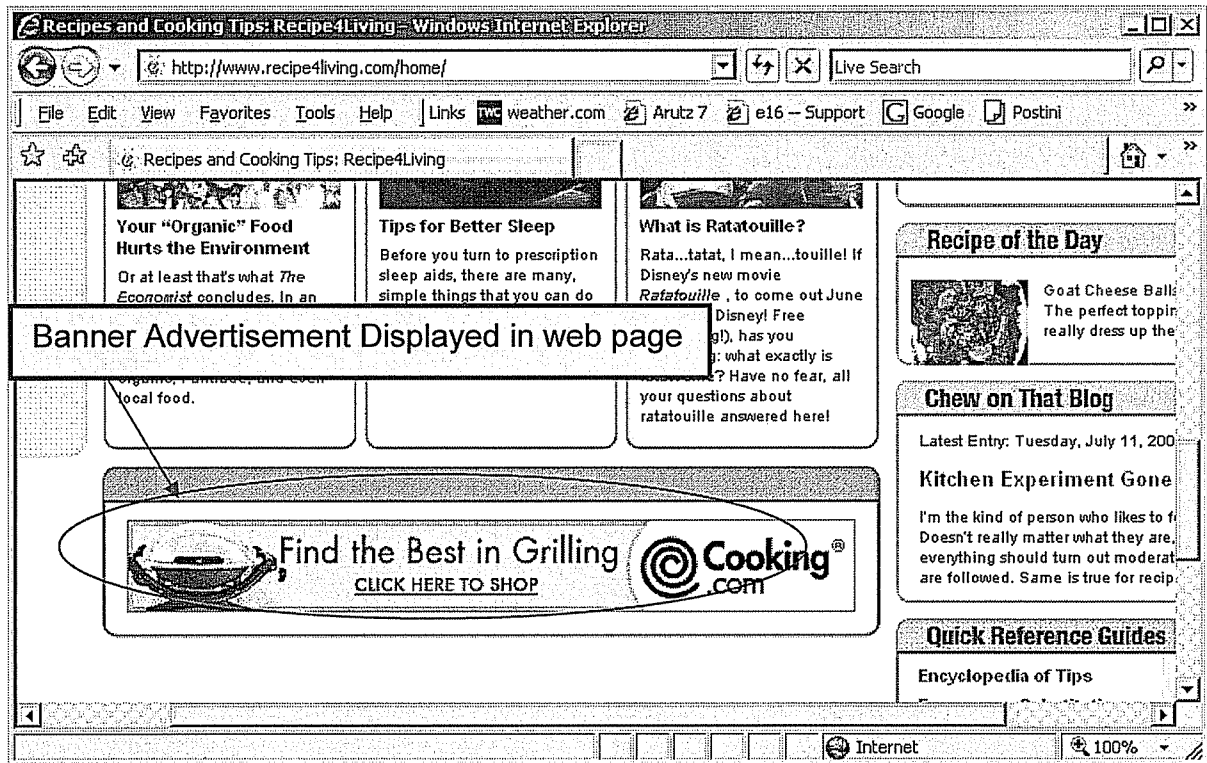 Recipes and Cooking Tips: Recipe4Living - Windows Internet Explorer
http://www.recipe4living.com/home/
Live Search
File Edit View Favorites Tools Help Links TWC weather.com Arutz 7 e16 – Support Google Postini
Recipes and Cooking Tips: Recipe4Living
Your “Organic” Food
Hurts the Environment
Or at least that's what The
Economist concludes. In an
local food.
Tips for Better Sleep
Before you turn to prescription
sleep aids, there are many,
simple things that you can do
What is Ratatouille?
Rata...tatat, I mean...touille! If
Disney's new movie
Ratatouille , to come out June
Disney! Free
has you
what exactly is
? Have no fear, all
your questions about
ratatouille answered here!
Banner Advertisement Displayed in web page
Find the Best in Grilling
CLICK HERE TO SHOP
Cooking®
.com
Recipe of the Day
Goat Cheese Balls
The perfect toppin
really dress up the
Chew on That Blog
Latest Entry: Tuesday, July 11, 200
Kitchen Experiment Gone
I'm the kind of person who likes to f
Doesn't really matter what they are,
everything should turn out moderat
are followed. Same is true for recip
Quick Reference Guides
Encyclopedia of Tips
Internet
100%